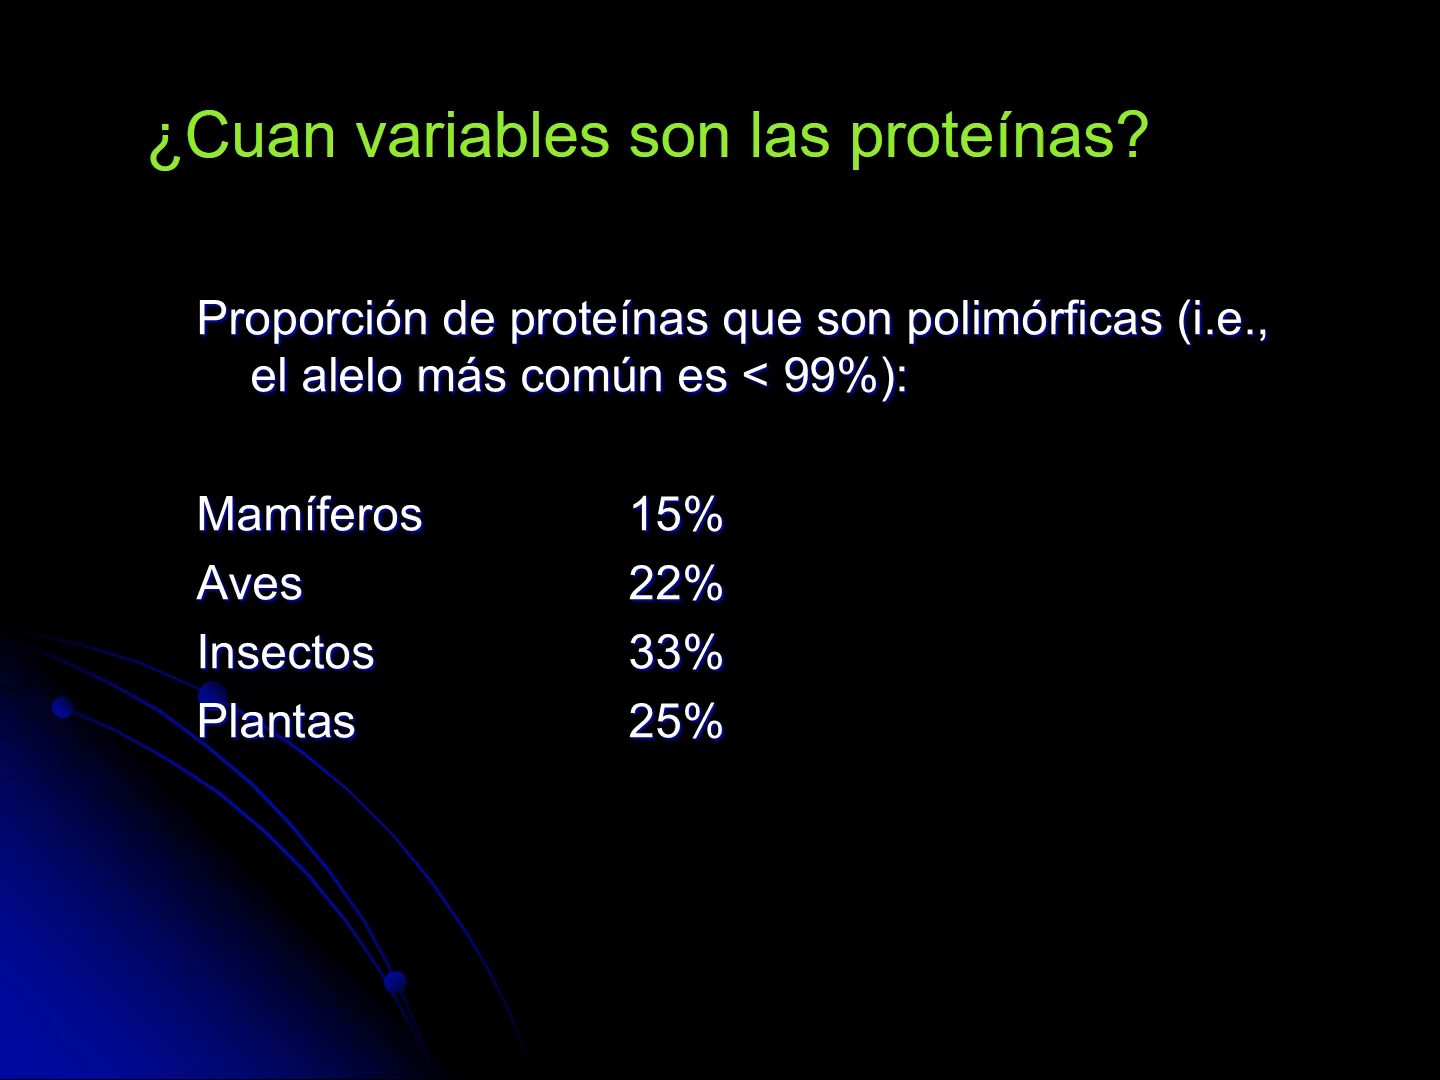 ¿Cuan variables son las proteínas?
Proporción de proteínas que son polimórficas (i.e.,
el alelo más común es < 99%):
Mamíferos 15%
Aves 22%
Insectos 33%
Plantas 25%